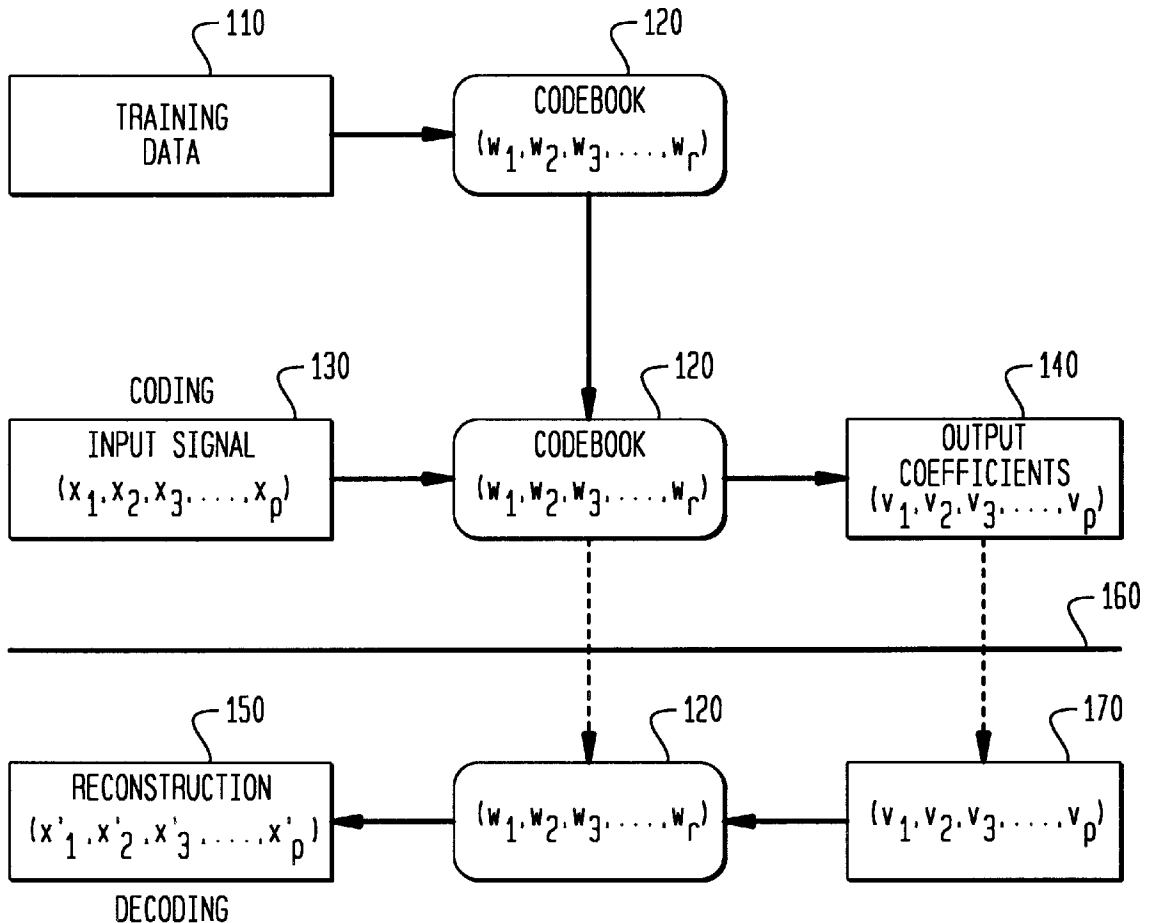 110
120
TRAINING
DATA
CODEBOOK
(w1,w2,w3,....,wr)
CODING
130
120
140
INPUT SIGNAL
(x1,x2,x3,....,xp)
CODEBOOK
(w1,w2,w3,....,wr)
OUTPUT
COEFFICIENTS
(v1,v2,v3,....,vp)
160
150
120
170
RECONSTRUCTION
(x'1,x'2,x'3,....,x'p)
(w1,w2,w3,....,wr)
(v1,v2,v3,....,vp)
DECODING